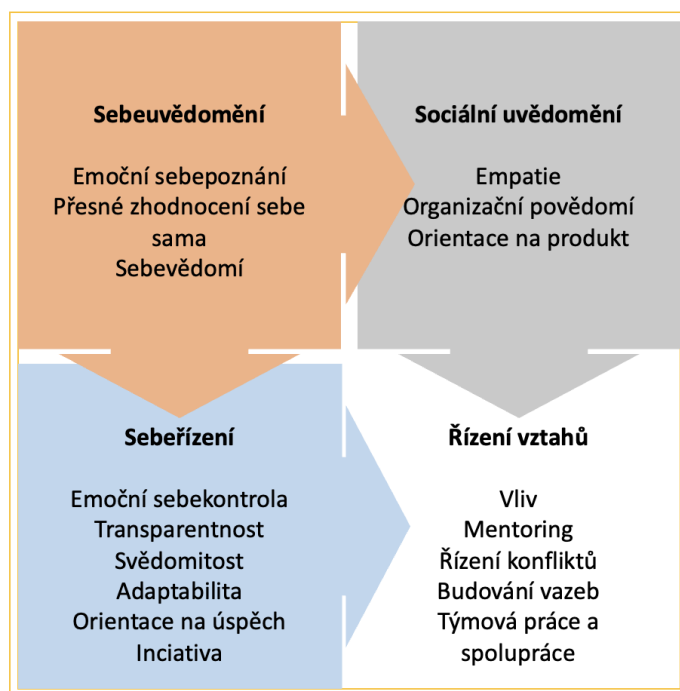 Sebeuvědomění
Emoční sebepoznání
Přesné zhodnocení sebe
sama
Sebevědomí
Sociální uvědomění
Empatie
Organizační povědomí
Orientace na produkt
Sebeřízení
Emoční sebekontrola
Transparentnost
Svědomitost
Adaptabilita
Orientace na úspěch
Inciativa
Řízení vztahů
Vliv
Mentoring
Řízení konfliktů
Budování vazeb
Týmová práce a
spolupráce